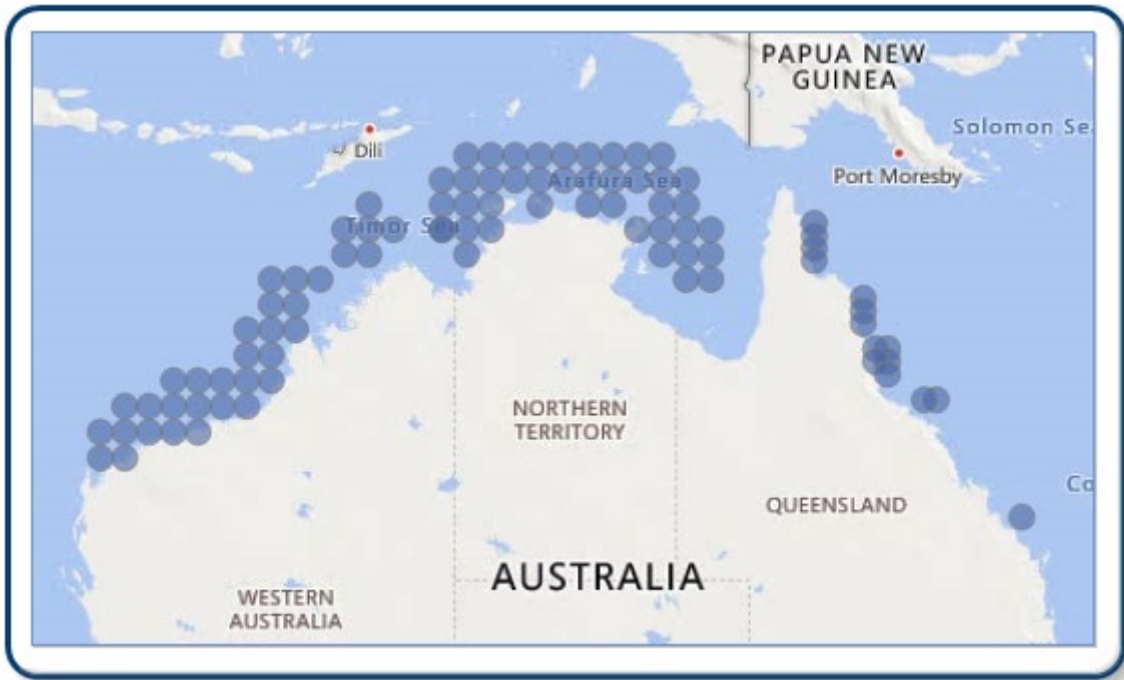 PAPUA NEW
GUINEA
Solomon Se
Dili
Port Moresby
Arafura Sea
Timor Sea
NORTHERN
TERRITORY
Co
QUEENSLAND
AUSTRALIA
WESTERN
AUSTRALIA